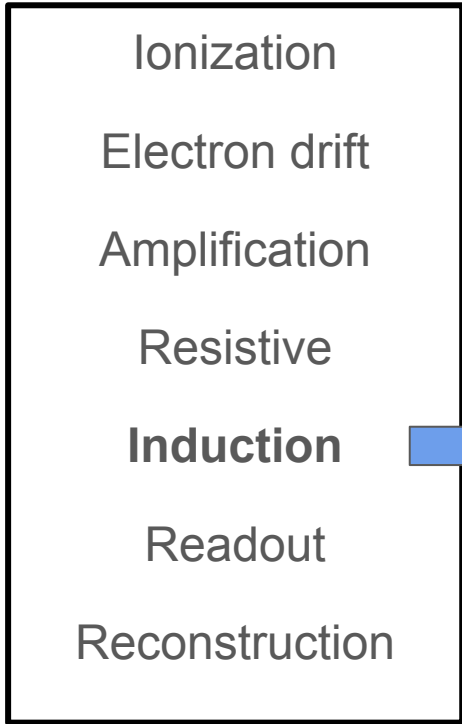 Ionization
Electron drift
Amplification
Resistive
Induction
Readout
Reconstruction